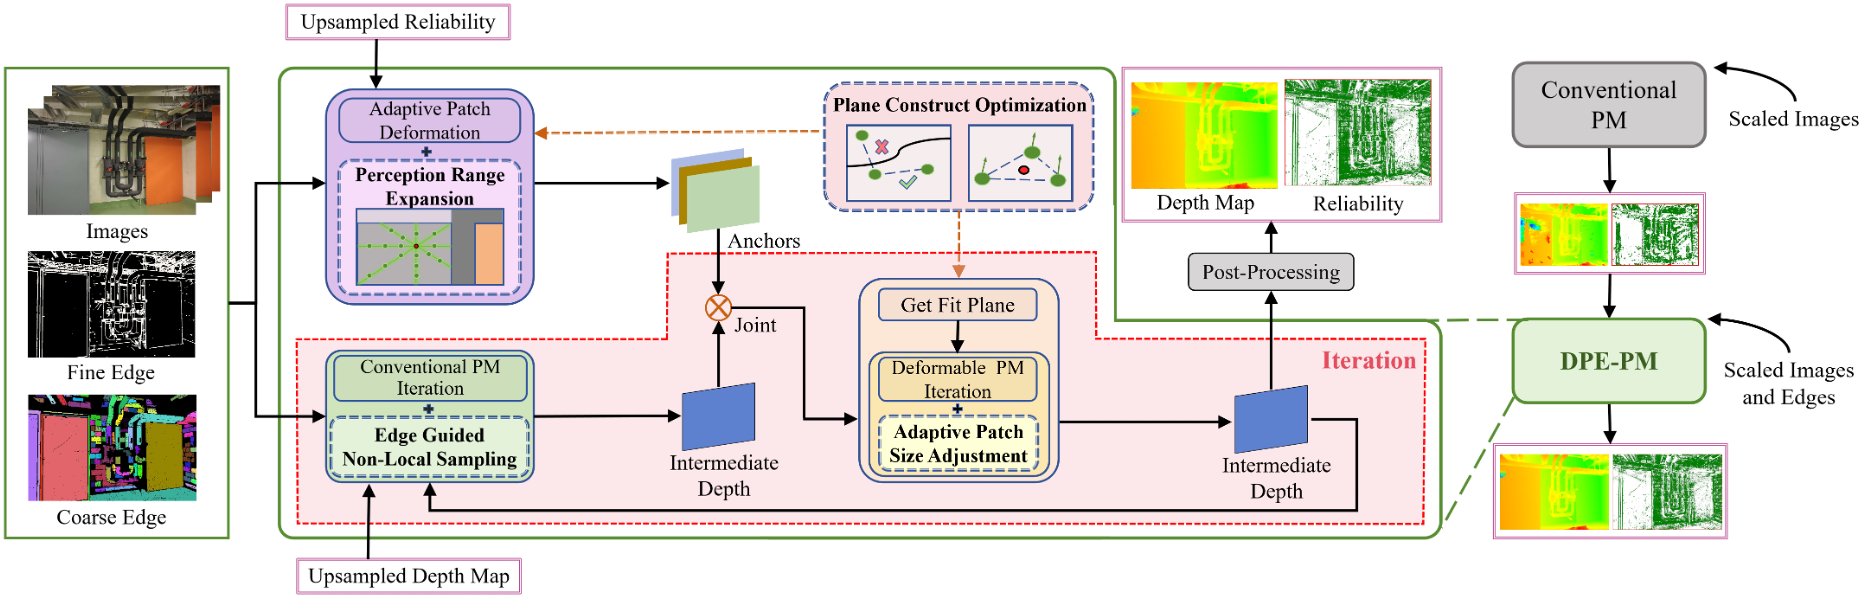 Upsampled Reliability
Images
Fine Edge
Coarse Edge
Adaptive Patch
Deformation
+
Perception Range
Expansion
Anchors
Joint
Plane Construct Optimization
Depth Map
Reliability
Post-Processing
Conventional PM
Iteration
+
Edge Guided
Non-Local Sampling
Intermediate
Depth
Get Fit Plane
Deformable PM
Iteration
+
Adaptive Patch
Size Adjustment
Intermediate
Depth
Iteration
Upsampled Depth Map
Conventional
PM
Scaled Images
DPE-PM
Scaled Images
and Edges